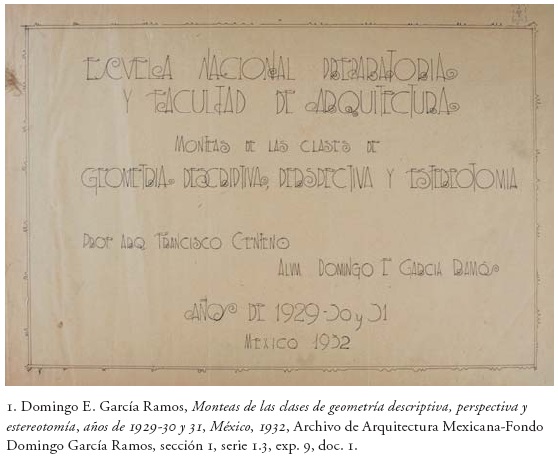 ESCUELA NACIONAL PREPARATORIA
Y FACULTAD DE ARQUITECTURA
MONTEAS DE LAS CLASES DE
GEOMETRIA DESCRIPTIVA, PERSPECTIVA Y ESTEREOTOMIA
PROF. ARQ. FRANCISCO CENTENO
ALUM. DOMINGO E. GARCIA RAMOS
AÑOS DE 1929-30 y 31
MEXICO 1932
1. Domingo E. García Ramos, Monteas de las clases de geometría descriptiva, perspectiva y
estereotomía, años de 1929-30 y 31, México, 1932, Archivo de Arquitectura Mexicana-Fondo
Domingo García Ramos, sección 1, serie 1.3, exp. 9, doc. 1.